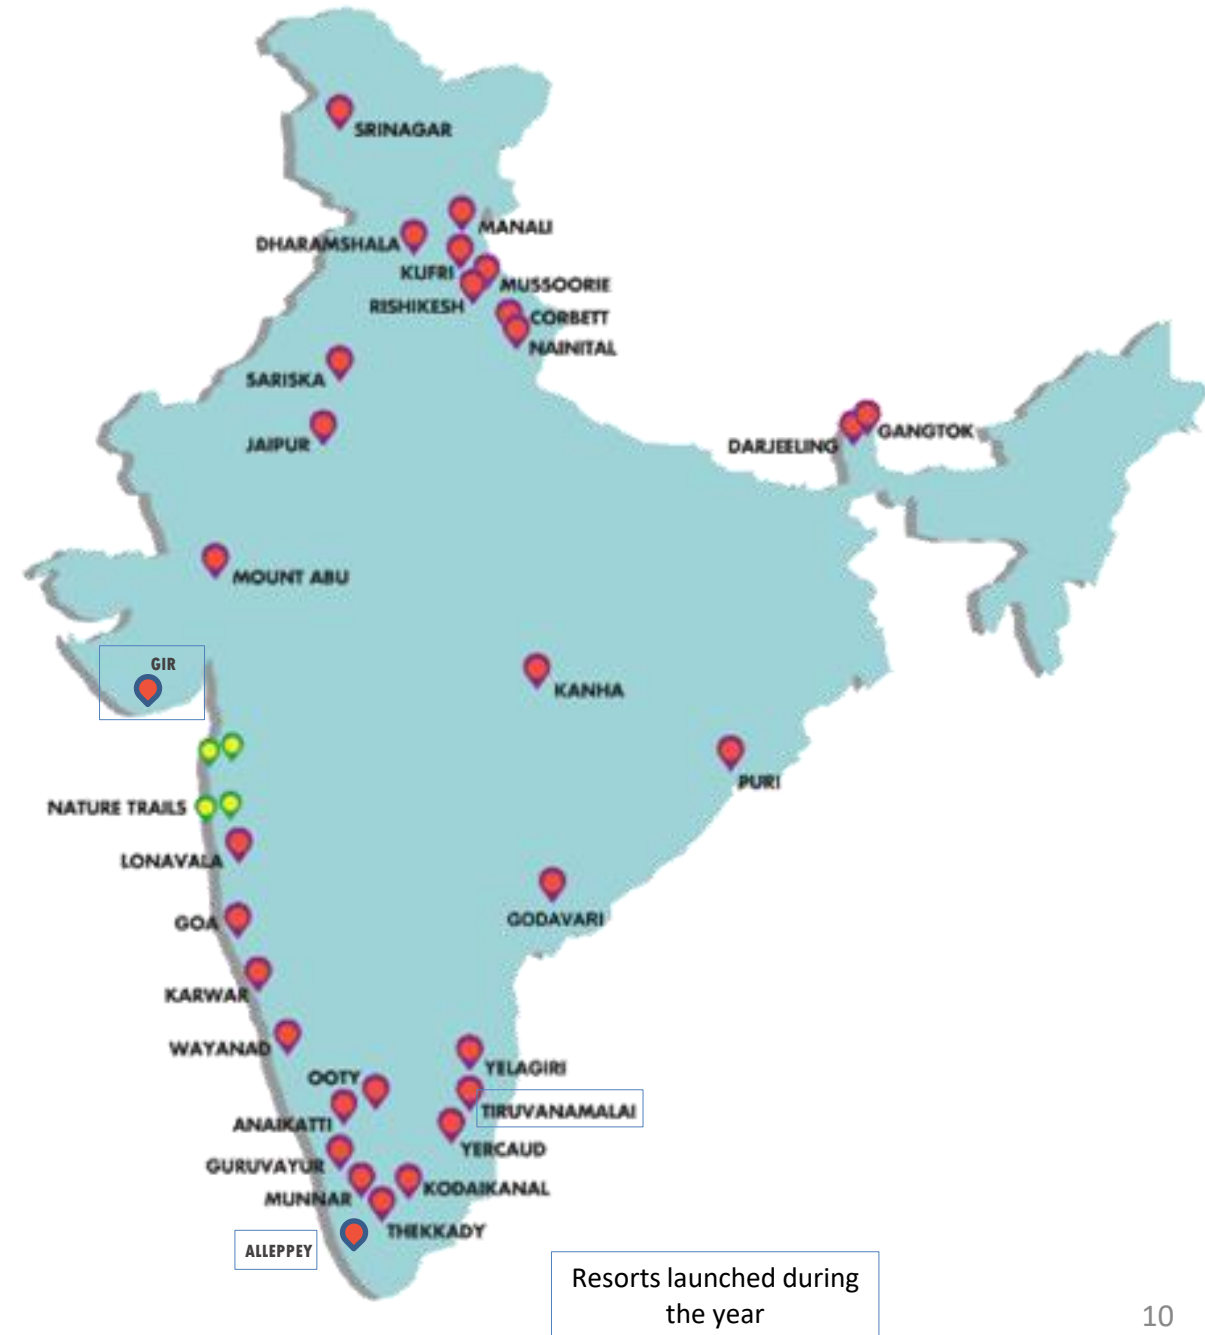 SRINAGAR
MANALI
DHARAMSHALA
KUFRI
MUSSOORIE
RISHIKESH
CORBETT
NAINITAL
SARISKA
JAIPUR
GANGTOK
DARJEELING
MOUNT ABU
GIR
KANHA
PURI
NATURE TRAILS
LONAVALA
GODAVARI
GOA
KARWAR
WAYANAD
YELAGIRI
OOTY
TIRUVANAMALAI
ANAIKATTI
YERCAUD
GURUVAYUR
KODAIKANAL
MUNNAR
THEKKADY
ALLEPPEY
Resorts launched during
the year
10